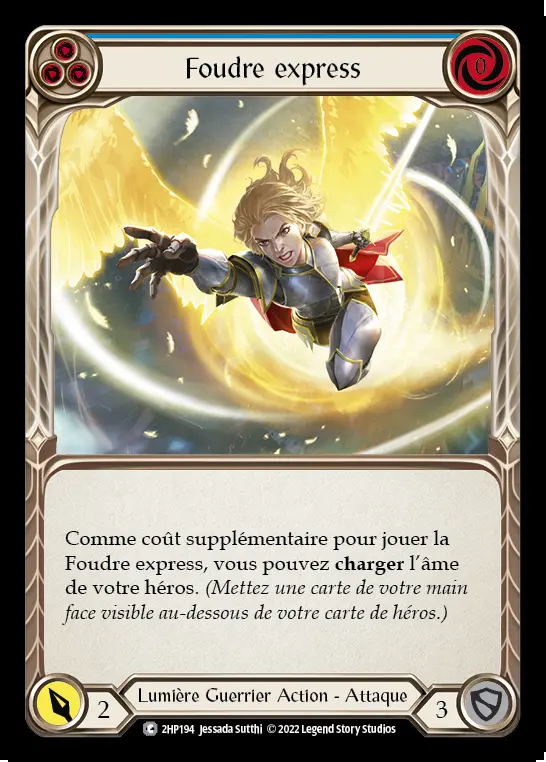 Foudre express
0
Comme coût supplémentaire pour jouer la
Foudre express, vous pouvez charger l'âme
de votre héros. (Mettez une carte de votre main
face visible au-dessous de votre carte de héros.)
2
Lumière Guerrier Action - Attaque
3
C 2HP194 Jessada Sutthi © 2022 Legend Story Studios